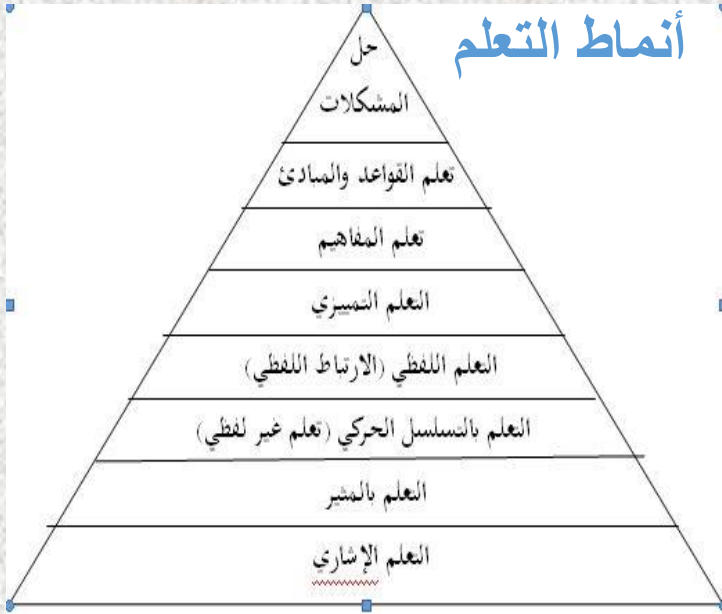 أنماط التعلم
حل
المشكلات
تعلم القواعد والمبادئ
تعلم المفاهيم
التعلم التمييزي
التعلم اللفظي (الارتباط اللفظي)
التعلم بالتسلسل الحركي (تعلم غير لفظي)
التعلم بالمثير
التعلم الإشاري